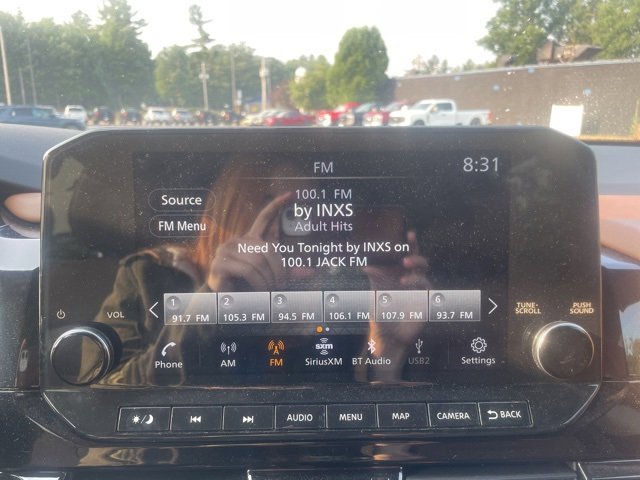 FM
8:31
100.1 FM
Source
by INXS
Adult Hits
FM Menu
Need You Tonight by INXS on
100.1 JACK FM
1 2 3 4 5 6
91.7 FM 105.3 FM 94.5 FM 106.1 FM 107.9 FM 93.7 FM
VOL
TUNE•
SCROLL
PUSH
SOUND
sxm
Phone AM FM SiriusXM BT Audio USB2 Settings
AUDIO MENU MAP CAMERA BACK